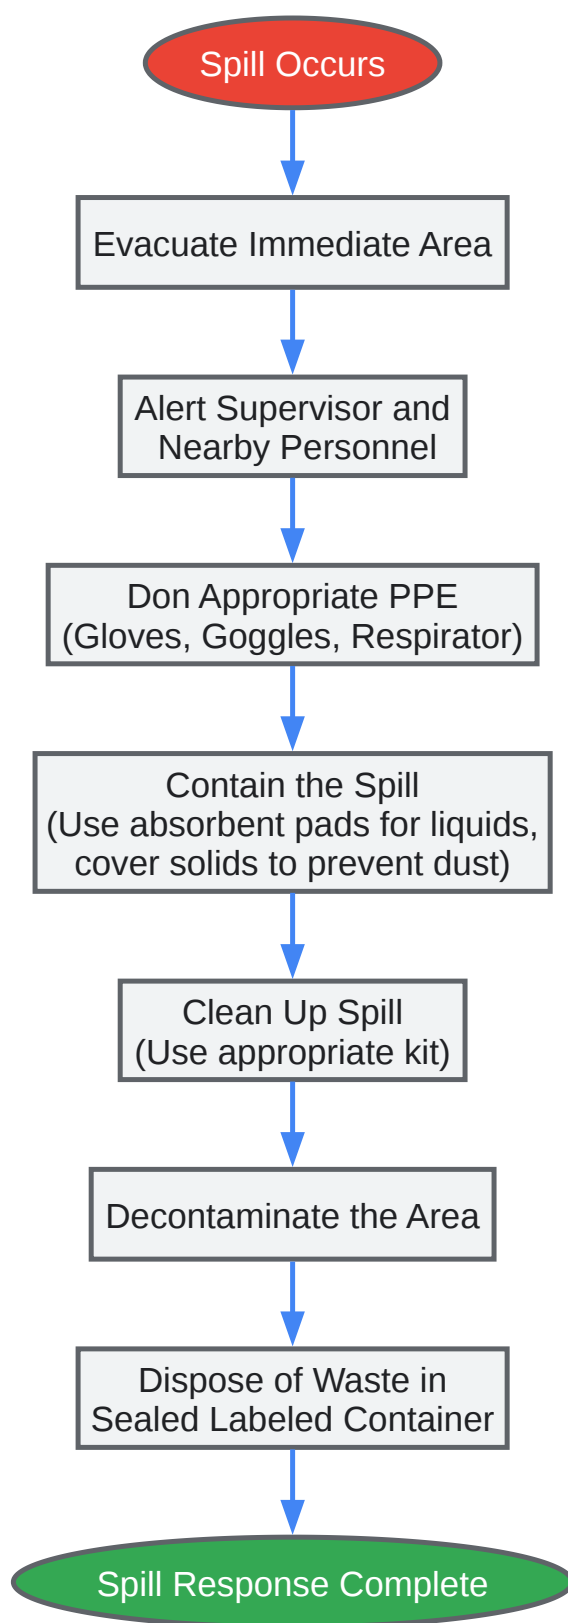 Spill Occurs
Evacuate Immediate Area
Alert Supervisor and
Nearby Personnel
Don Appropriate PPE
(Gloves, Goggles, Respirator)
Contain the Spill
(Use absorbent pads for liquids,
cover solids to prevent dust)
Clean Up Spill
(Use appropriate kit)
Decontaminate the Area
Dispose of Waste in
Sealed Labeled Container
Spill Response Complete